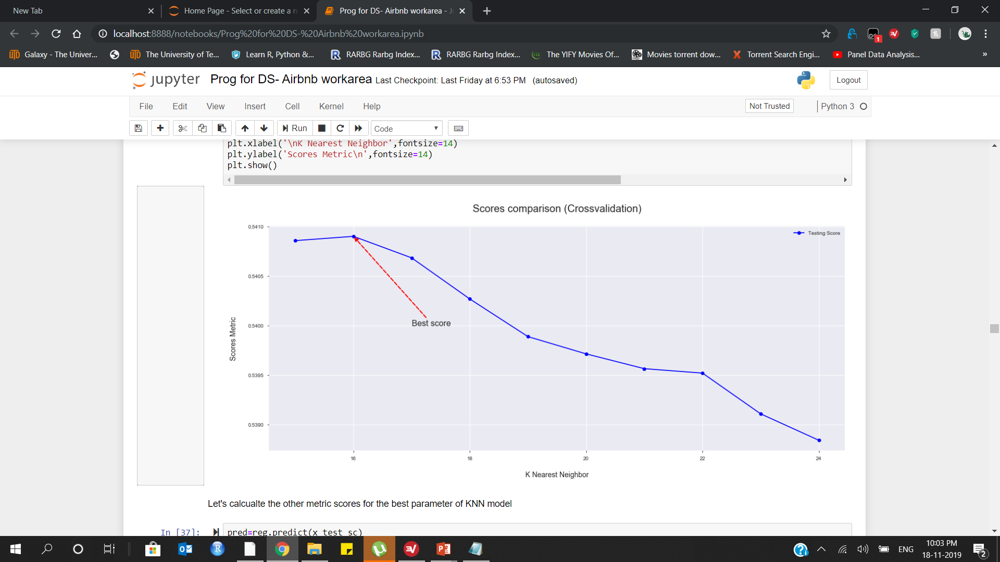 New Tab
Home Page - Select or create a n
Prog for DS- Airbnb workarea - J
localhost:8888/notebooks/Prog%20for%20DS-%20Airbnb%20workarea.ipynb
1
Galaxy - The Univer...
The University of Te...
Learn R, Python &...
RARBG Rarbg Index...
RARBG Rarbg Index...
The YIFY Movies Of...
Movies torrent dow...
Torrent Search Engi...
Panel Data Analysis...
»
jupyter Prog for DS- Airbnb workarea Last Checkpoint: Last Friday at 6:53 PM (autosaved)
Logout
File Edit View Insert Cell Kernel Help
Not Trusted
Python 3
Run
Code
plt.xlabel('\nK Nearest Neighbor',fontsize=14)
plt.ylabel('Scores Metric\n',fontsize=14)
plt.show()
Scores comparison (Crossvalidation)
Testing Score
0.5410
0.5405
0.5400
0.5395
0.5390
Scores Metric
Best score
16 18 20 22 24
K Nearest Neighbor
Let's calcualte the other metric scores for the best parameter of KNN model
In [37]:
pred=reg.predict(x_test_sc)
ENG
10:03 PM
18-11-2019
2